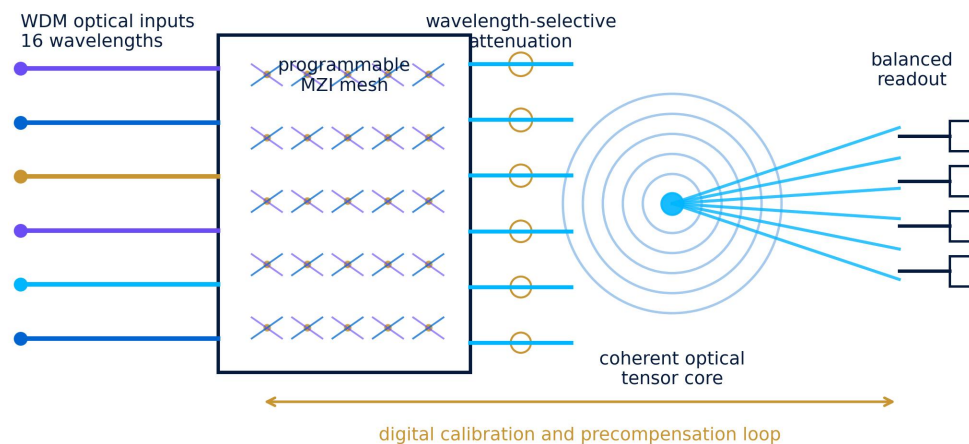 WDM optical inputs
16 wavelengths
programmable
MZI mesh
wavelength-selective
attenuation
balanced
readout
coherent optical
tensor core
digital calibration and precompensation loop